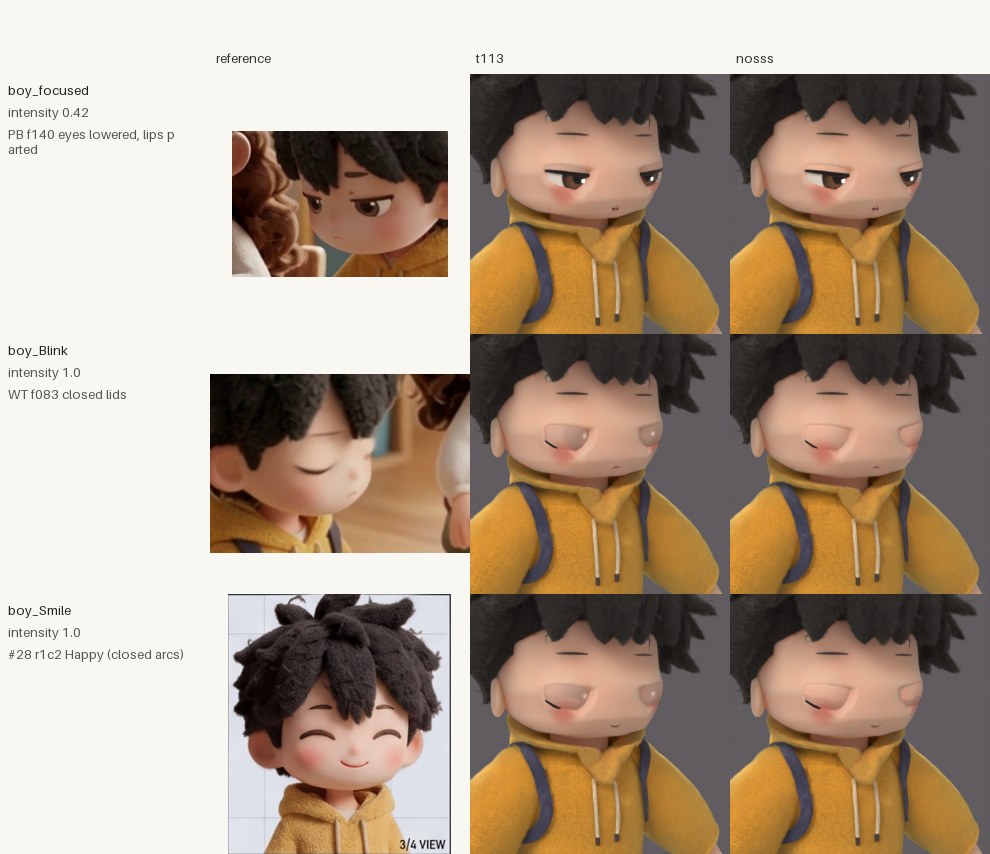 reference
t113
nosss
boy_focused
intensity 0.42
PB f140 eyes lowered, lips p
arted
boy_Blink
intensity 1.0
WT f083 closed lids
boy_Smile
intensity 1.0
#28 r1c2 Happy (closed arcs)
3/4 VIEW